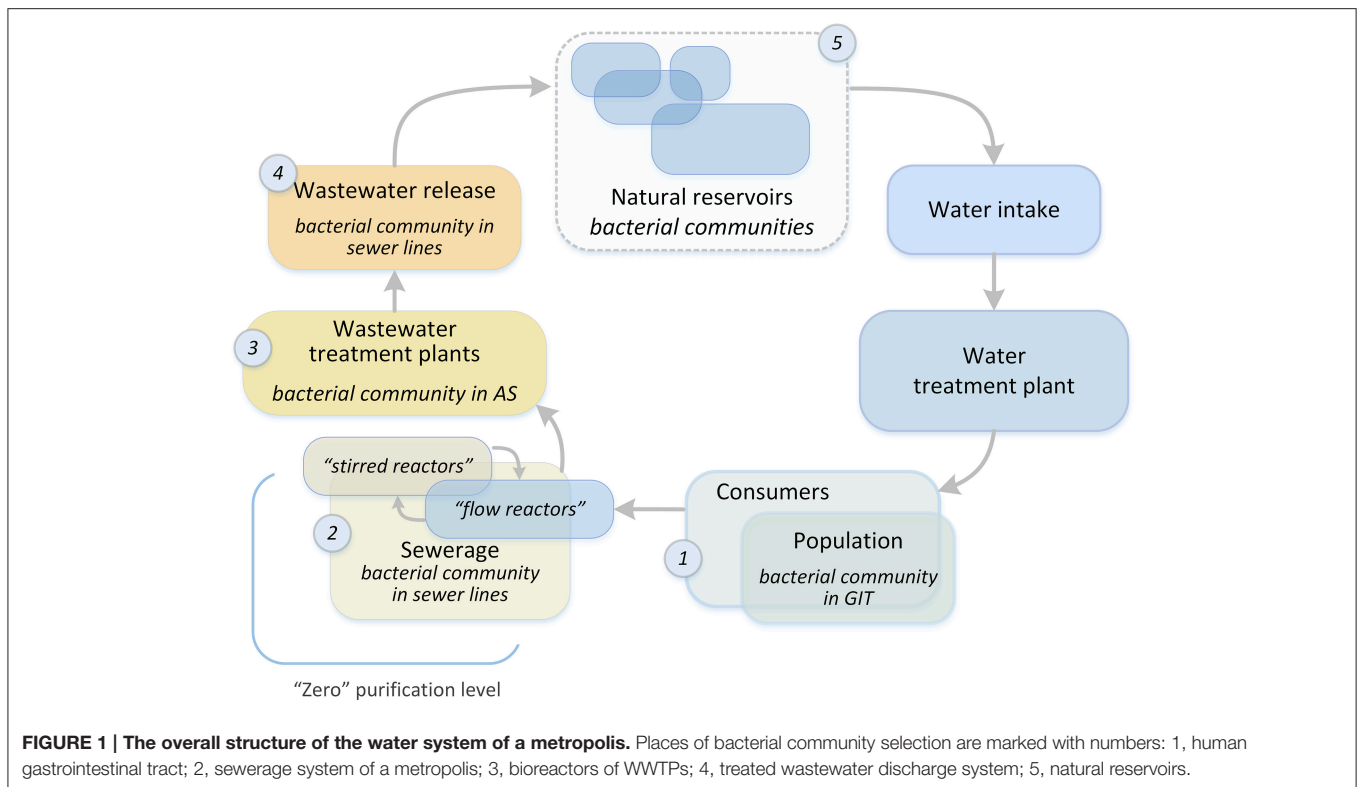 5
Natural reservoirs
bacterial communities
4
Wastewater release
bacterial community in
sewer lines
Water intake
3
Wastewater
treatment plants
bacterial community in AS
Water
treatment plant
“stirred reactors”
“flow reactors”
2
Sewerage
bacterial community
in sewer lines
Consumers
1
Population
bacterial community
in GIT
“Zero” purification level
FIGURE 1 | The overall structure of the water system of a metropolis. Places of bacterial community selection are marked with numbers: 1, human
gastrointestinal tract; 2, sewerage system of a metropolis; 3, bioreactors of WWTPs; 4, treated wastewater discharge system; 5, natural reservoirs.